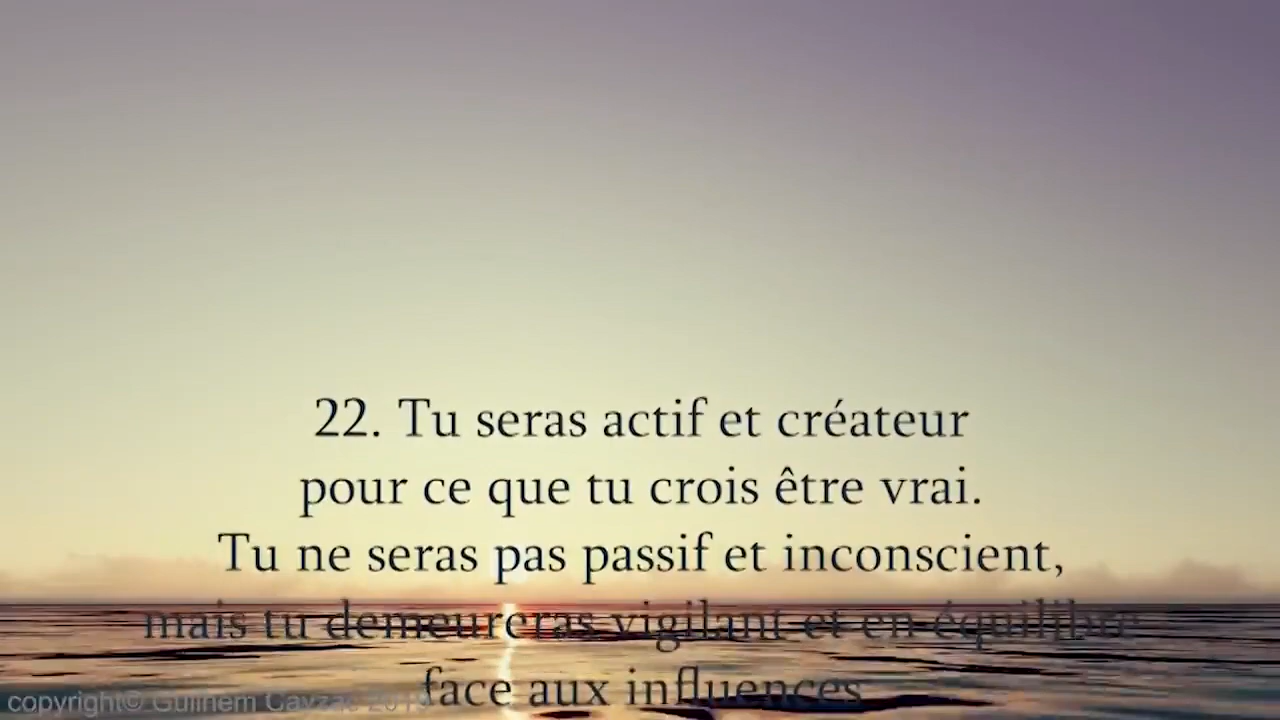 22. Tu seras actif et créateur
pour ce que tu crois être vrai.
Tu ne seras pas passif et inconscient,
mais tu demeureras vigilant et en équilibre
face aux influences
copyright© Guilhem Cayzac